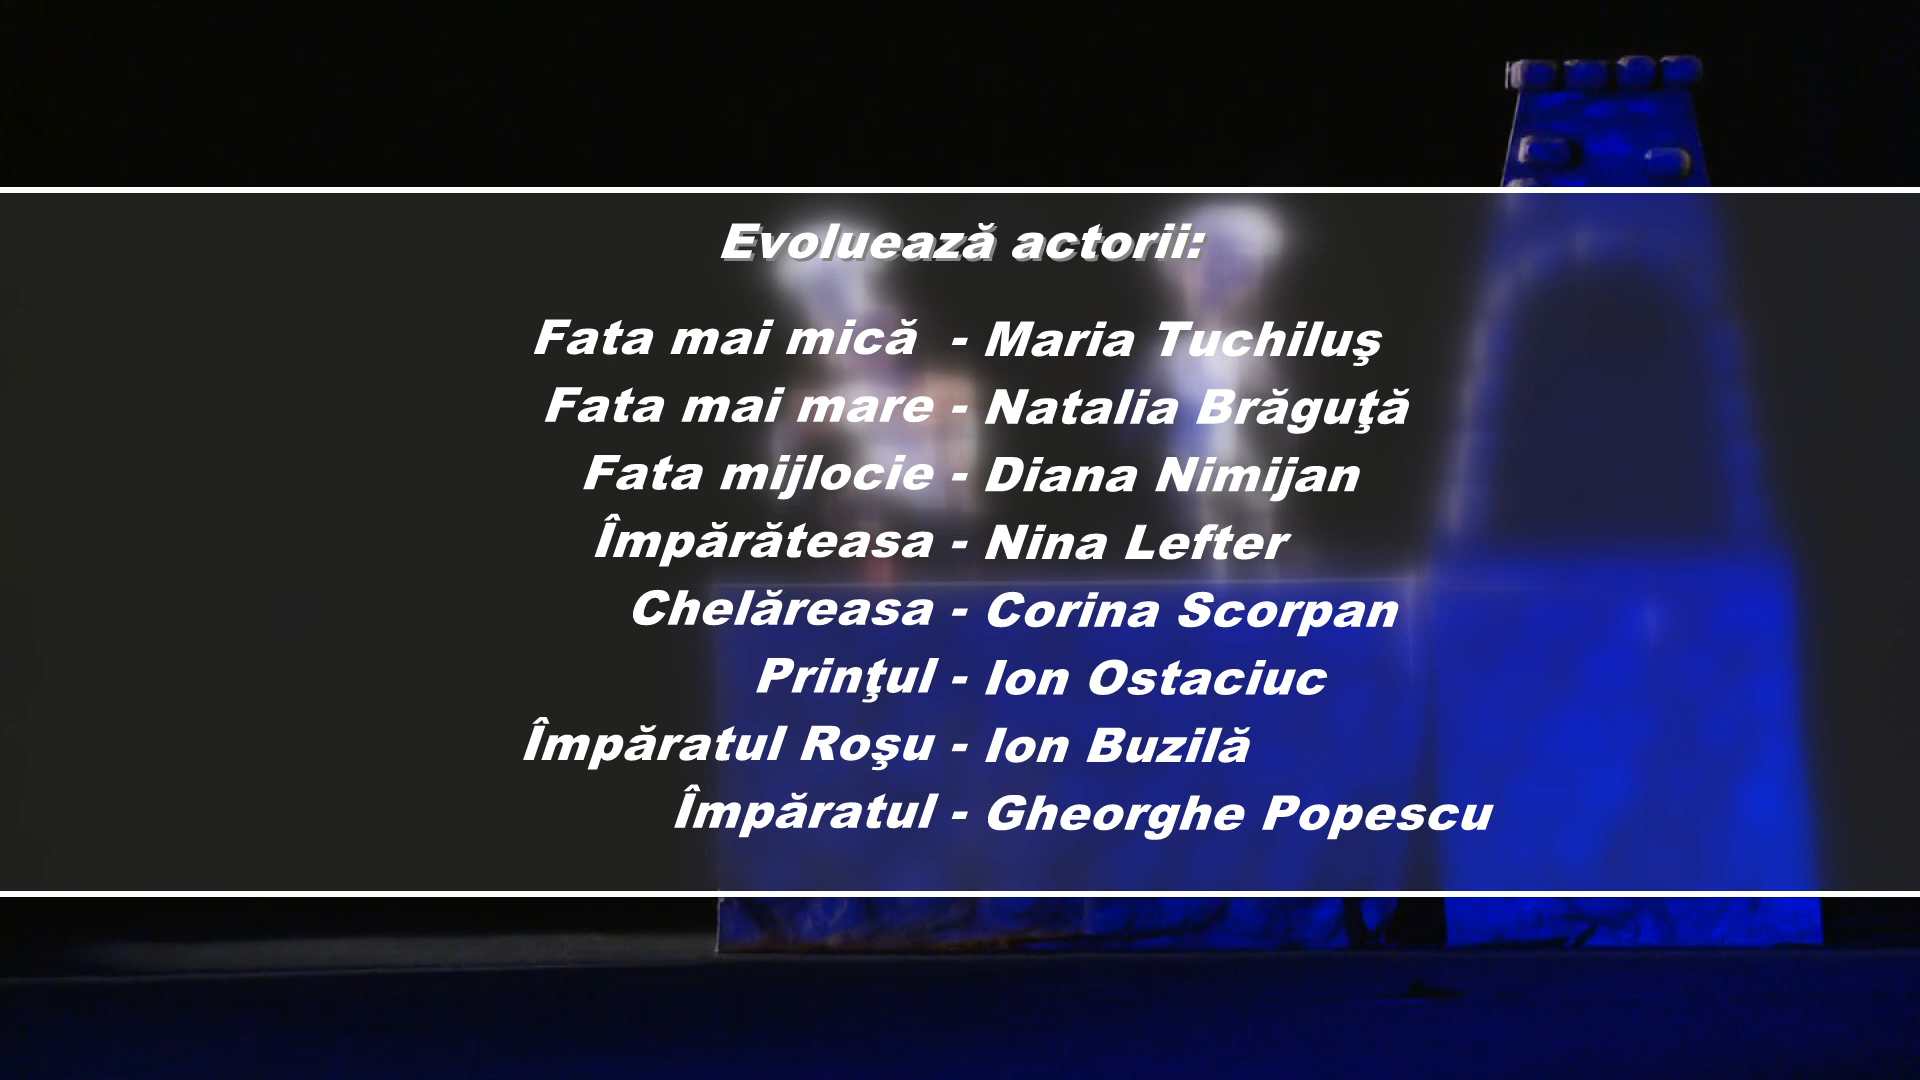 Evoluează actorii:
Fata mai mică - Maria Tuchiluş
Fata mai mare - Natalia Brăguţă
Fata mijlocie - Diana Nimijan
Împărăteasa - Nina Lefter
Chelăreasa - Corina Scorpan
Prinţul - Ion Ostaciuc
Împăratul Roşu - Ion Buzilă
Împăratul - Gheorghe Popescu